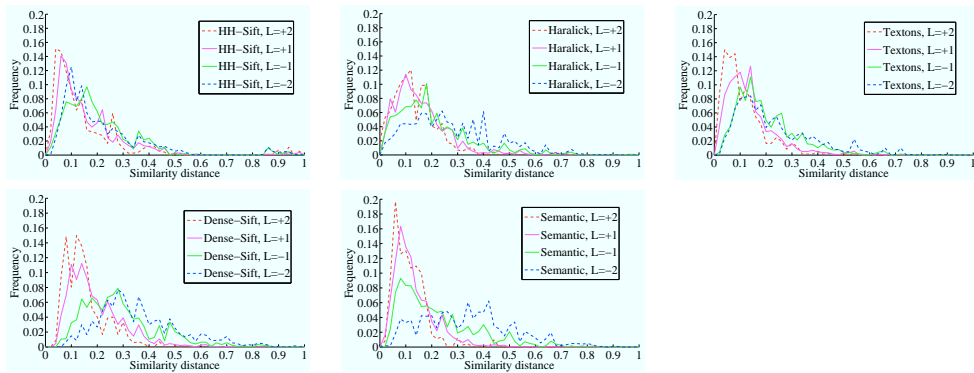 0.2
0.18
0.16
0.14
0.12
0.1
0.08
0.06
0.04
0.02
0
Frequency
HH−Sift, L=+2
HH−Sift, L=+1
HH−Sift, L=−1
HH−Sift, L=−2
0 0.1 0.2 0.3 0.4 0.5 0.6 0.7 0.8 0.9 1
Similarity distance
0.2
0.18
0.16
0.14
0.12
0.1
0.08
0.06
0.04
0.02
0
Frequency
Haralick, L=+2
Haralick, L=+1
Haralick, L=−1
Haralick, L=−2
0 0.1 0.2 0.3 0.4 0.5 0.6 0.7 0.8 0.9 1
Similarity distance
0.2
0.18
0.16
0.14
0.12
0.1
0.08
0.06
0.04
0.02
0
Frequency
Textons, L=+2
Textons, L=+1
Textons, L=−1
Textons, L=−2
0 0.1 0.2 0.3 0.4 0.5 0.6 0.7 0.8 0.9 1
Similarity distance
0.2
0.18
0.16
0.14
0.12
0.1
0.08
0.06
0.04
0.02
0
Frequency
Dense−Sift, L=+2
Dense−Sift, L=+1
Dense−Sift, L=−1
Dense−Sift, L=−2
0 0.1 0.2 0.3 0.4 0.5 0.6 0.7 0.8 0.9 1
Similarity distance
0.2
0.18
0.16
0.14
0.12
0.1
0.08
0.06
0.04
0.02
0
Frequency
Semantic, L=+2
Semantic, L=+1
Semantic, L=−1
Semantic, L=−2
0 0.1 0.2 0.3 0.4 0.5 0.6 0.7 0.8 0.9 1
Similarity distance